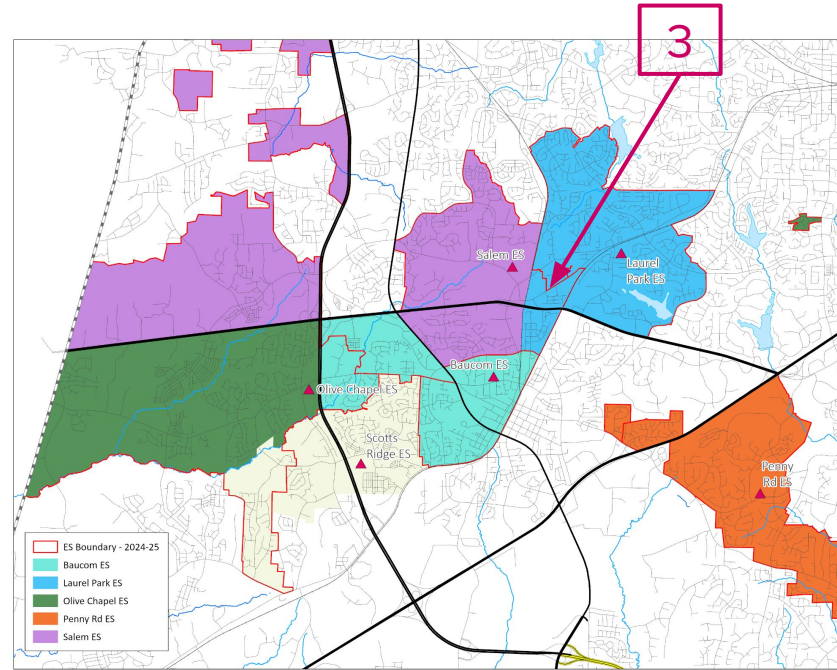 3
Salem ES
Laurel
Park ES
Baucom ES
Olive Chapel ES
Scotts
Ridge ES
Penny
Rd ES
ES Boundary - 2024-25
Baucom ES
Laurel Park ES
Olive Chapel ES
Penny Rd ES
Salem ES